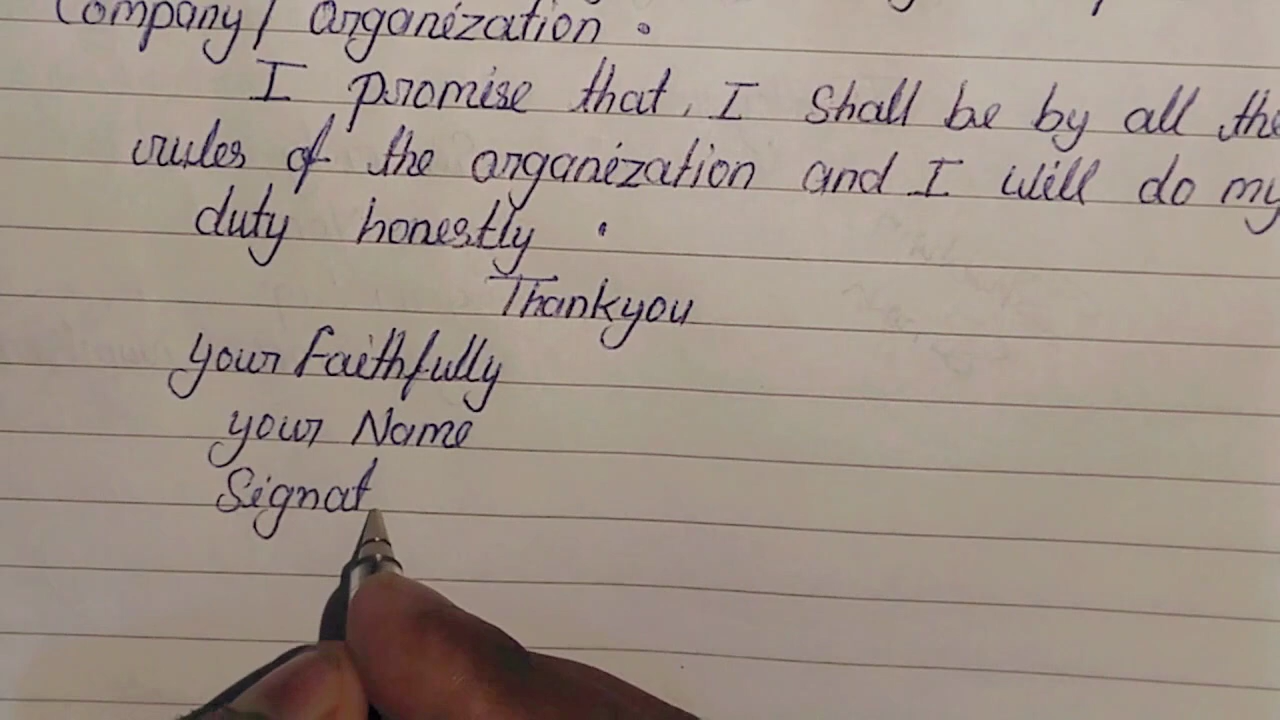 Company/ Organization.
I promise that, I shall be by all the
rules of the organization and I will do my
duty honestly.
Thankyou
your Faithfully
your Name
Signat